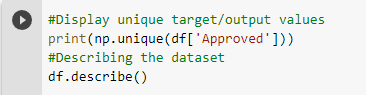 #Display unique target/output values
print(np.unique(df['Approved']))
#Describing the dataset
df.describe()